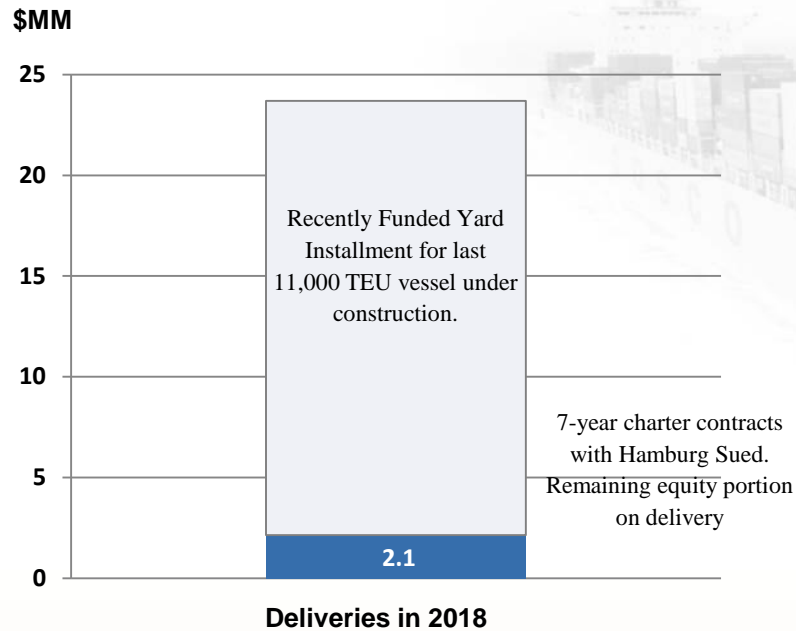 $MM
25
20
15
10
5
0
Recently Funded Yard
Installment for last
11,000 TEU vessel under
construction.
7-year charter contracts
with Hamburg Sued.
Remaining equity portion
on delivery
2.1
Deliveries in 2018